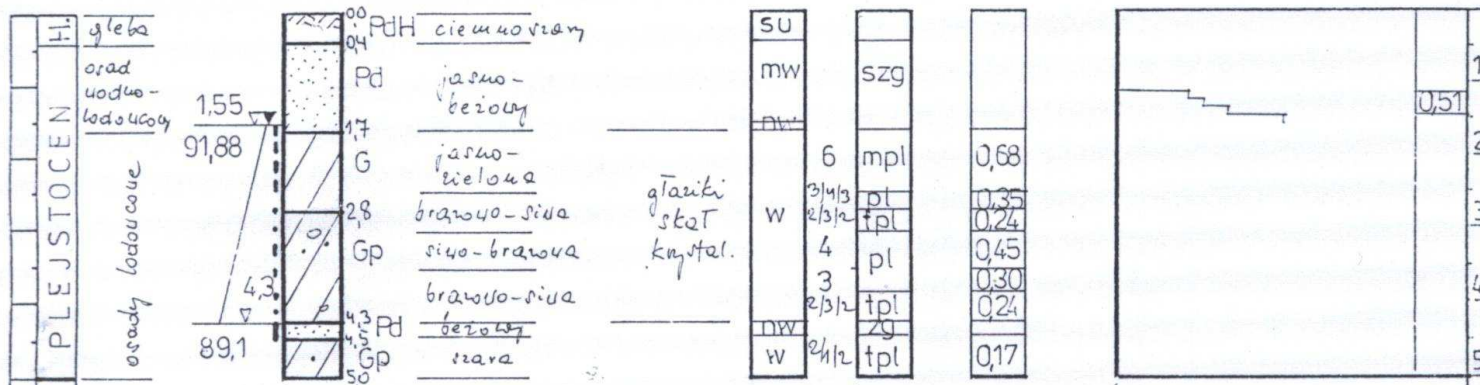 H.
PLEJSTOCEN
gleba
osad
wodno-
lodowcowy
osady lodowcowe
1,55
91,88
4,3
89,1
0,0
0,4
1,7
2,8
4,3
4,5
5,0
PdH
Pd
G
Gp
Pd
Gp
ciemnoszary
jasno-
beżowy
jasno-
zielona
brązowo-siwa
siwo-brązowa
brązowo-siwa
beżowy
szara
głaziki
skał
krystal.
su
mw
nw
w
nw
w
6
3/4/3
2/3/2
4
3
2/3/2
2/1/2
szg
mpl
pl
tpl
pl
tpl
zg
tpl
0,68
0,35
0,24
0,45
0,30
0,24
0,17
0,51
1
4
5